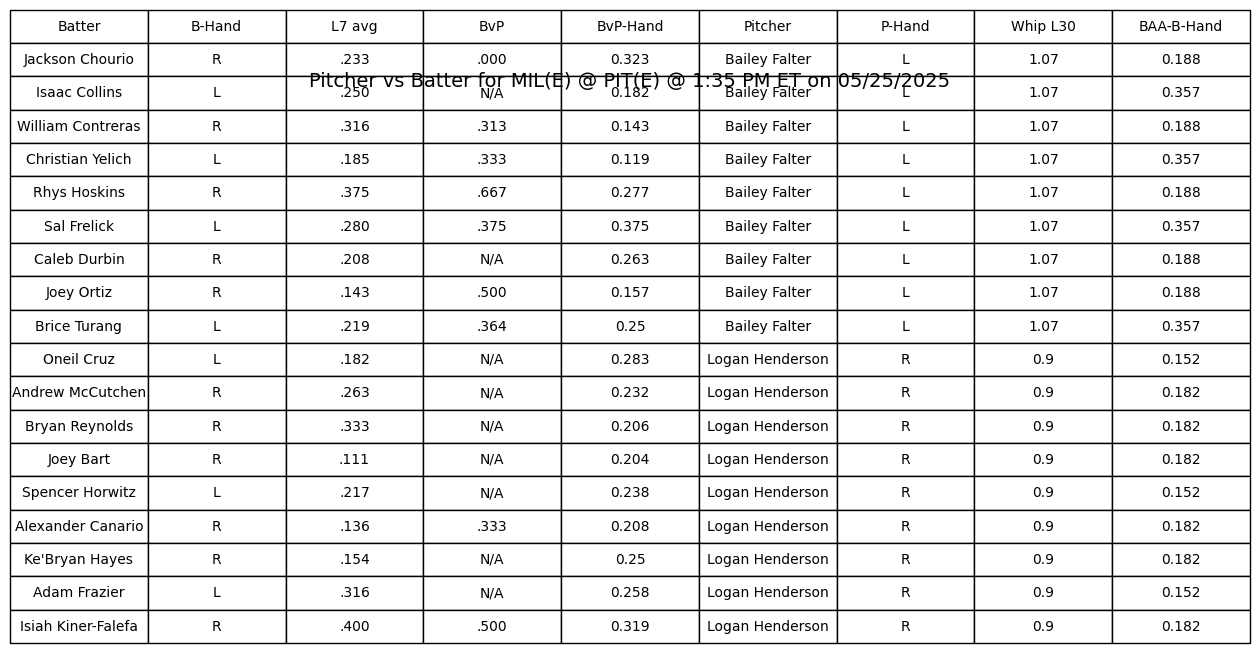 Batter B-Hand L7 avg BvP BvP-Hand Pitcher P-Hand Whip L30 BAA-B-Hand
Jackson Chourio R .233 .000 0.323 Bailey Falter L 1.07 0.188
Pitcher vs Batter for MIL(E) @ PIT(E) @ 1:35 PM ET on 05/25/2025
Isaac Collins L .250 N/A 0.182 Bailey Falter L 1.07 0.357
William Contreras R .316 .313 0.143 Bailey Falter L 1.07 0.188
Christian Yelich L .185 .333 0.119 Bailey Falter L 1.07 0.357
Rhys Hoskins R .375 .667 0.277 Bailey Falter L 1.07 0.188
Sal Frelick L .280 .375 0.375 Bailey Falter L 1.07 0.357
Caleb Durbin R .208 N/A 0.263 Bailey Falter L 1.07 0.188
Joey Ortiz R .143 .500 0.157 Bailey Falter L 1.07 0.188
Brice Turang L .219 .364 0.25 Bailey Falter L 1.07 0.357
Oneil Cruz L .182 N/A 0.283 Logan Henderson R 0.9 0.152
Andrew McCutchen R .263 N/A 0.232 Logan Henderson R 0.9 0.182
Bryan Reynolds R .333 N/A 0.206 Logan Henderson R 0.9 0.182
Joey Bart R .111 N/A 0.204 Logan Henderson R 0.9 0.182
Spencer Horwitz L .217 N/A 0.238 Logan Henderson R 0.9 0.152
Alexander Canario R .136 .333 0.208 Logan Henderson R 0.9 0.182
Ke'Bryan Hayes R .154 N/A 0.25 Logan Henderson R 0.9 0.182
Adam Frazier L .316 N/A 0.258 Logan Henderson R 0.9 0.152
Isiah Kiner-Falefa R .400 .500 0.319 Logan Henderson R 0.9 0.182